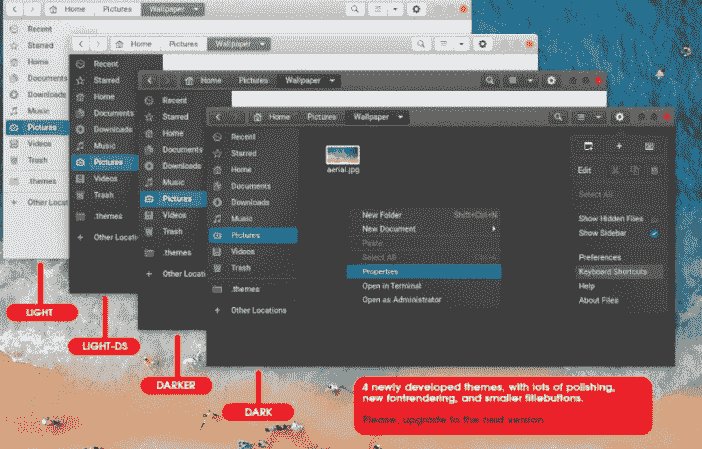 Home Pictures Wallpaper
Recent
Starred
Home
Documents
Downloads
Music
Pictures
Videos
Trash
.themes
+ Other Locat
LIGHT
Home Pictures Wallpaper
Recent
Starred
Home
Documents
Downloads
Music
Pictures
Videos
Trash
.themes
+ Other Locati
LIGHT-DS
Home Pictures Wallpaper
Recent
Starred
Home
Documents
Downloads
Music
Pictures
Videos
Trash
.themes
+ Other Locati
DARKER
Home Pictures Wallpaper
Recent
Starred
Home
Documents
Downloads
Music
Pictures
Videos
Trash
.themes
+ Other Locations
DARK
aerial.jpg
New Folder Shift+Ctrl+N
New Document
Paste
Select All
Properties
Open in Terminal
Open as Administrator
Edit
Select All
Show Hidden Files
Show Sidebar
Preferences
Keyboard Shortcuts
Help
About Files
4 newly developed themes, with lots of polishing,
new fontrendering, and smaller titlebuttons.
Please, upgrade to the next version